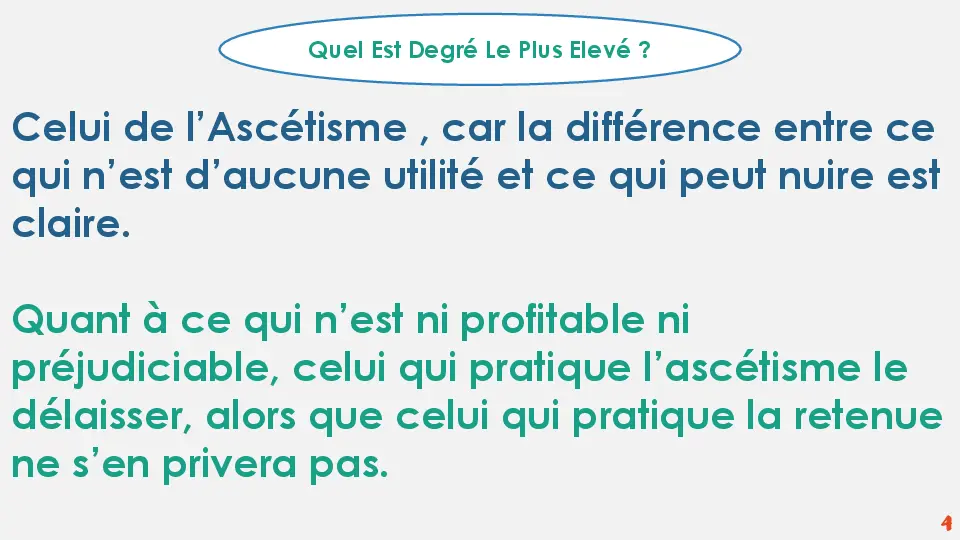 Quel Est Degré Le Plus Elevé ?
Celui de l’Ascétisme , car la différence entre ce
qui n’est d’aucune utilité et ce qui peut nuire est
claire.
Quant à ce qui n’est ni profitable ni
préjudiciable, celui qui pratique l’ascétisme le
délaisser, alors que celui qui pratique la retenue
ne s’en privera pas.
4